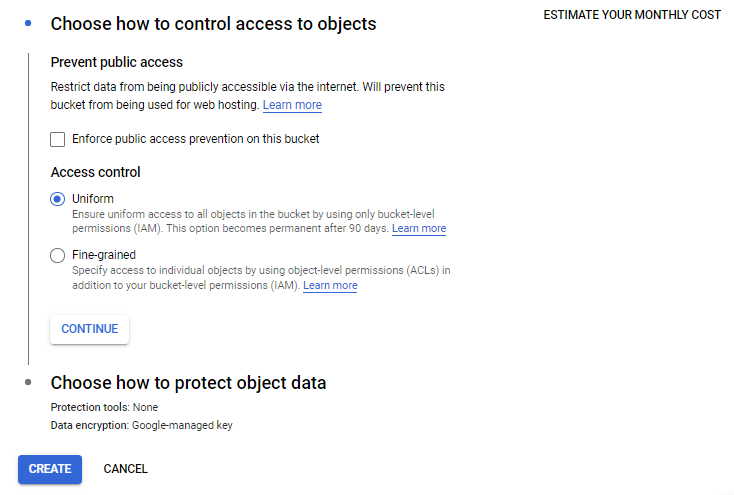 Choose how to control access to objects
ESTIMATE YOUR MONTHLY COST
Prevent public access
Restrict data from being publicly accessible via the internet. Will prevent this
bucket from being used for web hosting. Learn more
Enforce public access prevention on this bucket
Access control
Uniform
Ensure uniform access to all objects in the bucket by using only bucket-level
permissions (IAM). This option becomes permanent after 90 days. Learn more
Fine-grained
Specify access to individual objects by using object-level permissions (ACLs) in
addition to your bucket-level permissions (IAM). Learn more
CONTINUE
Choose how to protect object data
Protection tools: None
Data encryption: Google-managed key
CREATE
CANCEL